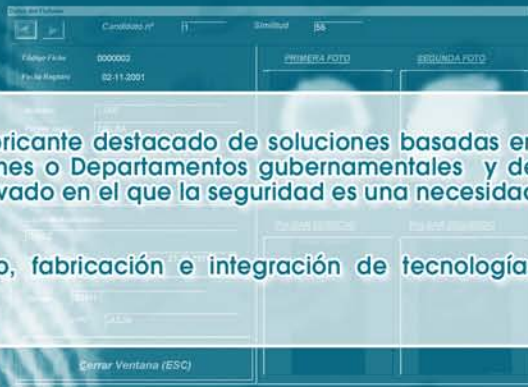 Datos del Fichero
Candidato nº 1 Similitud 56
Código Ficha 0000002
Fecha Registro 02-11-2001
PRIMERA FOTO SEGUNDA FOTO
bricante destacado de soluciones basadas en
nes o Departamentos gubernamentales y de
vado en el que la seguridad es una necesidad
o, fabricación e integración de tecnología
Cerrar Ventana (ESC)